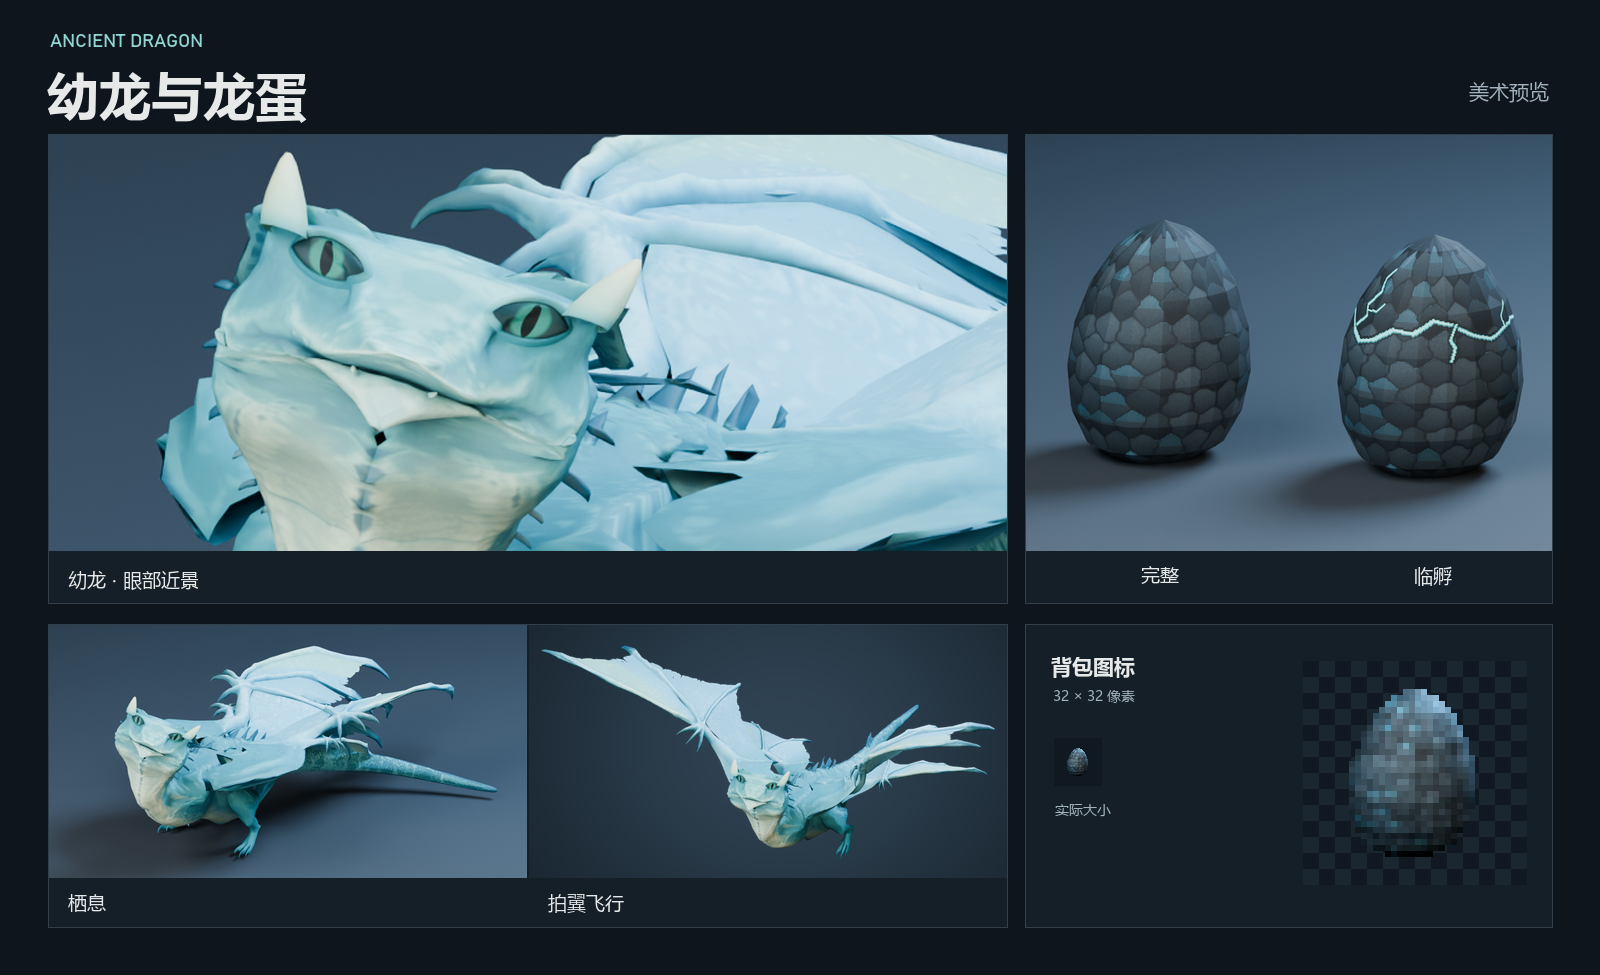 ANCIENT DRAGON
幼龙与龙蛋
美术预览
幼龙 · 眼部近景
完整
临孵
栖息
拍翼飞行
背包图标
32 × 32 像素
实际大小